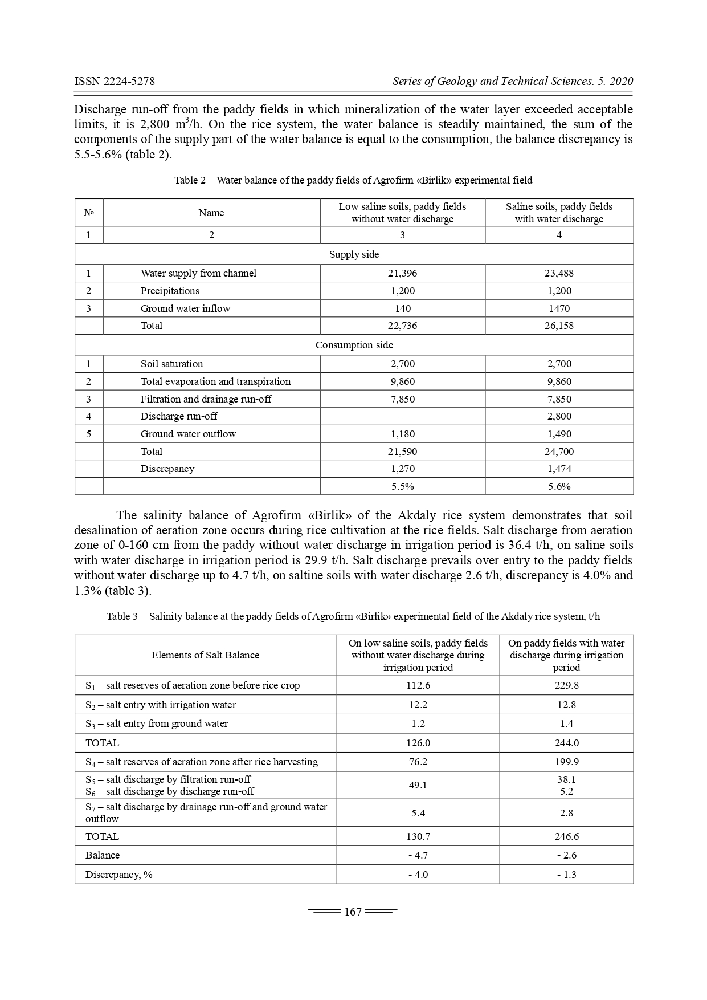 ISSN 2224-5278 Series of Geology and Technical Sciences. 5. 2020
Discharge run-off from the paddy fields in which mineralization of the water layer exceeded acceptable
limits, it is 2,800 m³/h. On the rice system, the water balance is steadily maintained, the sum of the
components of the supply part of the water balance is equal to the consumption, the balance discrepancy is
5.5-5.6% (table 2).
Table 2 – Water balance of the paddy fields of Agrofirm «Birlik» experimental field
№ Name Low saline soils, paddy fields without water discharge Saline soils, paddy fields with water discharge
1 2 3 4
Supply side
1 Water supply from channel 21,396 23,488
2 Precipitations 1,200 1,200
3 Ground water inflow 140 1470
Total 22,736 26,158
Consumption side
1 Soil saturation 2,700 2,700
2 Total evaporation and transpiration 9,860 9,860
3 Filtration and drainage run-off 7,850 7,850
4 Discharge run-off – 2,800
5 Ground water outflow 1,180 1,490
Total 21,590 24,700
Discrepancy 1,270 1,474
5.5% 5.6%
The salinity balance of Agrofirm «Birlik» of the Akdaly rice system demonstrates that soil
desalination of aeration zone occurs during rice cultivation at the rice fields. Salt discharge from aeration
zone of 0-160 cm from the paddy without water discharge in irrigation period is 36.4 t/h, on saline soils
with water discharge in irrigation period is 29.9 t/h. Salt discharge prevails over entry to the paddy fields
without water discharge up to 4.7 t/h, on saltine soils with water discharge 2.6 t/h, discrepancy is 4.0% and
1.3% (table 3).
Table 3 – Salinity balance at the paddy fields of Agrofirm «Birlik» experimental field of the Akdaly rice system, t/h
Elements of Salt Balance On low saline soils, paddy fields without water discharge during irrigation period On paddy fields with water discharge during irrigation period
S₁ – salt reserves of aeration zone before rice crop 112.6 229.8
S₂ – salt entry with irrigation water 12.2 12.8
S₃ – salt entry from ground water 1.2 1.4
TOTAL 126.0 244.0
S₄ – salt reserves of aeration zone after rice harvesting 76.2 199.9
S₅ – salt discharge by filtration run-off 49.1 38.1
S₆ – salt discharge by discharge run-off 5.2
S₇ – salt discharge by drainage run-off and ground water
outflow 5.4 2.8
TOTAL 130.7 246.6
Balance - 4.7 - 2.6
Discrepancy, % - 4.0 - 1.3
167